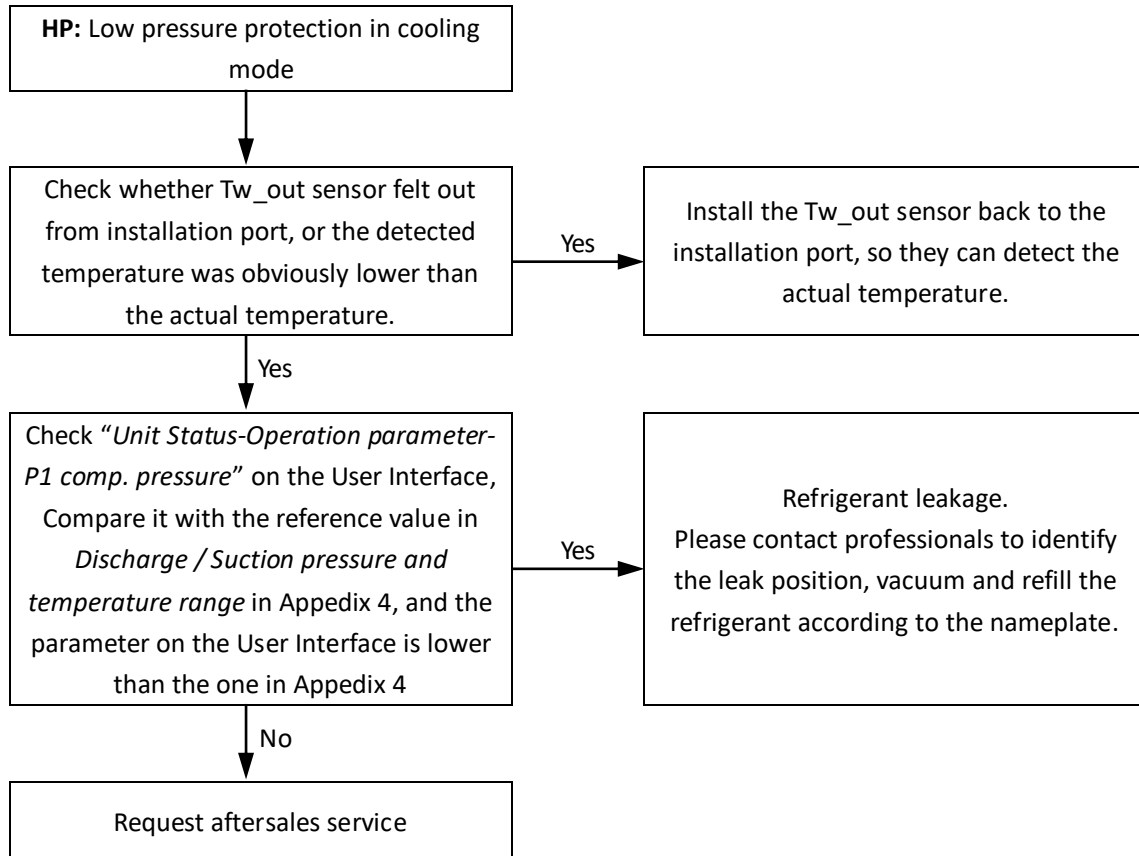 HP: Low pressure protection in cooling
mode
Check whether Tw_out sensor felt out
from installation port, or the detected
temperature was obviously lower than
the actual temperature.
Yes
Install the Tw_out sensor back to the
installation port, so they can detect the
actual temperature.
Yes
Check “Unit Status-Operation parameter-
P1 comp. pressure” on the User Interface,
Compare it with the reference value in
Discharge / Suction pressure and
temperature range in Appedix 4, and the
parameter on the User Interface is lower
than the one in Appedix 4
Yes
Refrigerant leakage.
Please contact professionals to identify
the leak position, vacuum and refill the
refrigerant according to the nameplate.
No
Request aftersales service